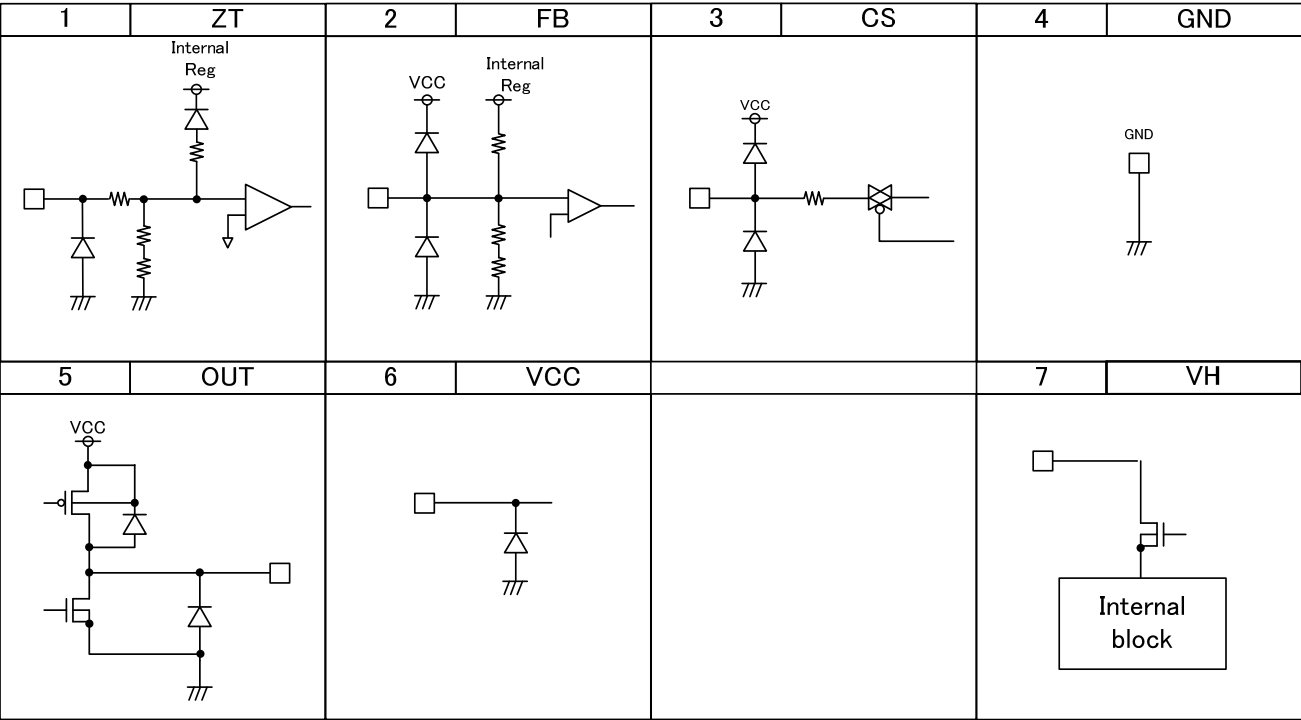 1 ZT 2 FB 3 CS 4 GND
Internal
Reg
VCC
Internal
Reg
VCC
GND
5 OUT 6 VCC 7 VH
VCC
Internal
block